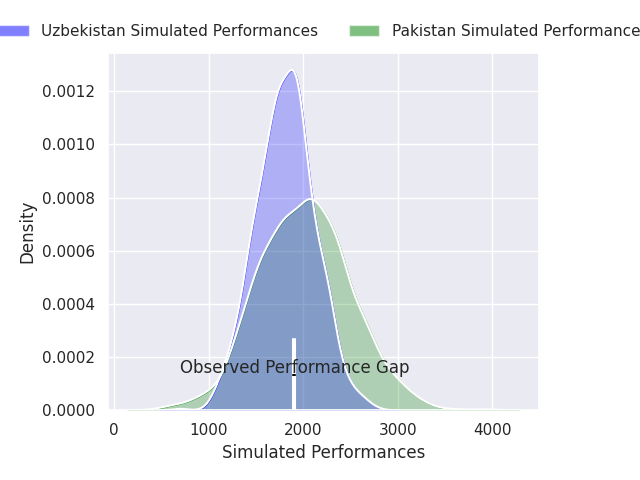 Uzbekistan Simulated Performances
Pakistan Simulated Performance
0.0012
0.0010
0.0008
0.0006
0.0004
0.0002
0.0000
Density
Observed Performance Gap
0 1000 2000 3000 4000
Simulated Performances